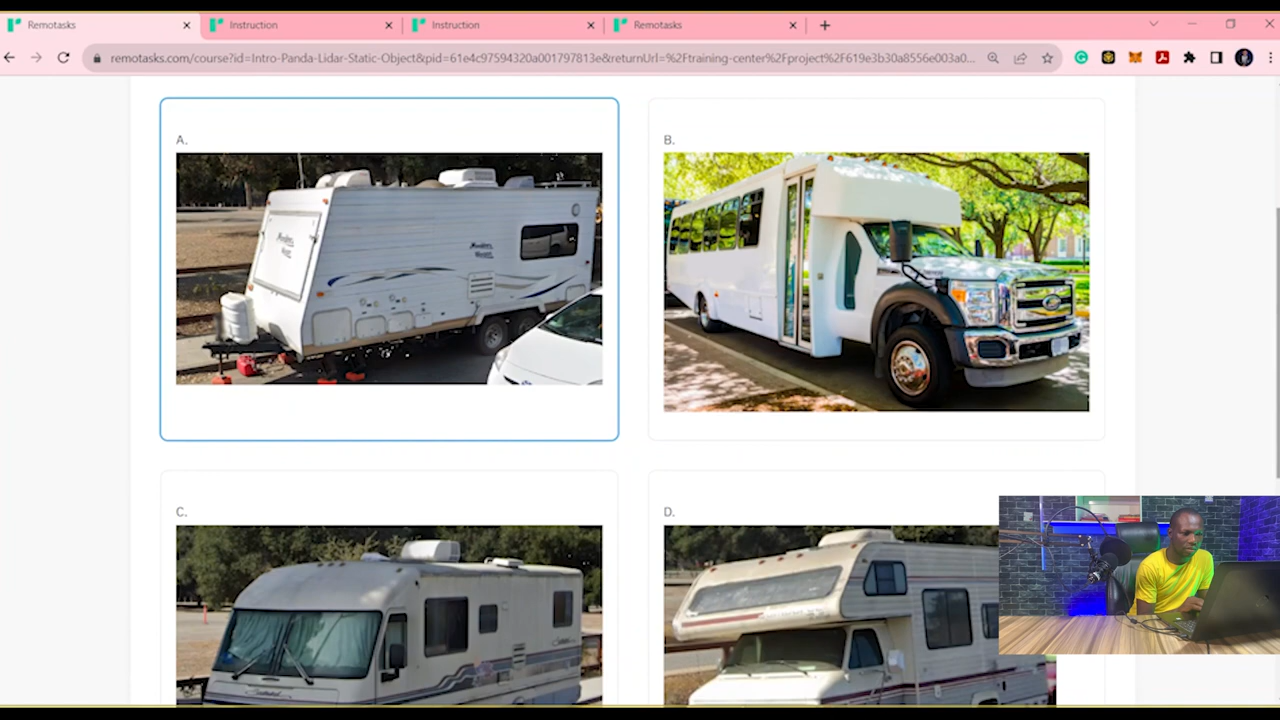 Remotasks
Instruction
Instruction
Remotasks
remotasks.com/course?id=Intro-Panda-Lidar-Static-Object&pid=61e4c97594320a001797813e&returnUrl=%2Ftraining-center%2Fproject%2F619e3b30a8556e003a0...
A.
B.
C.
D.